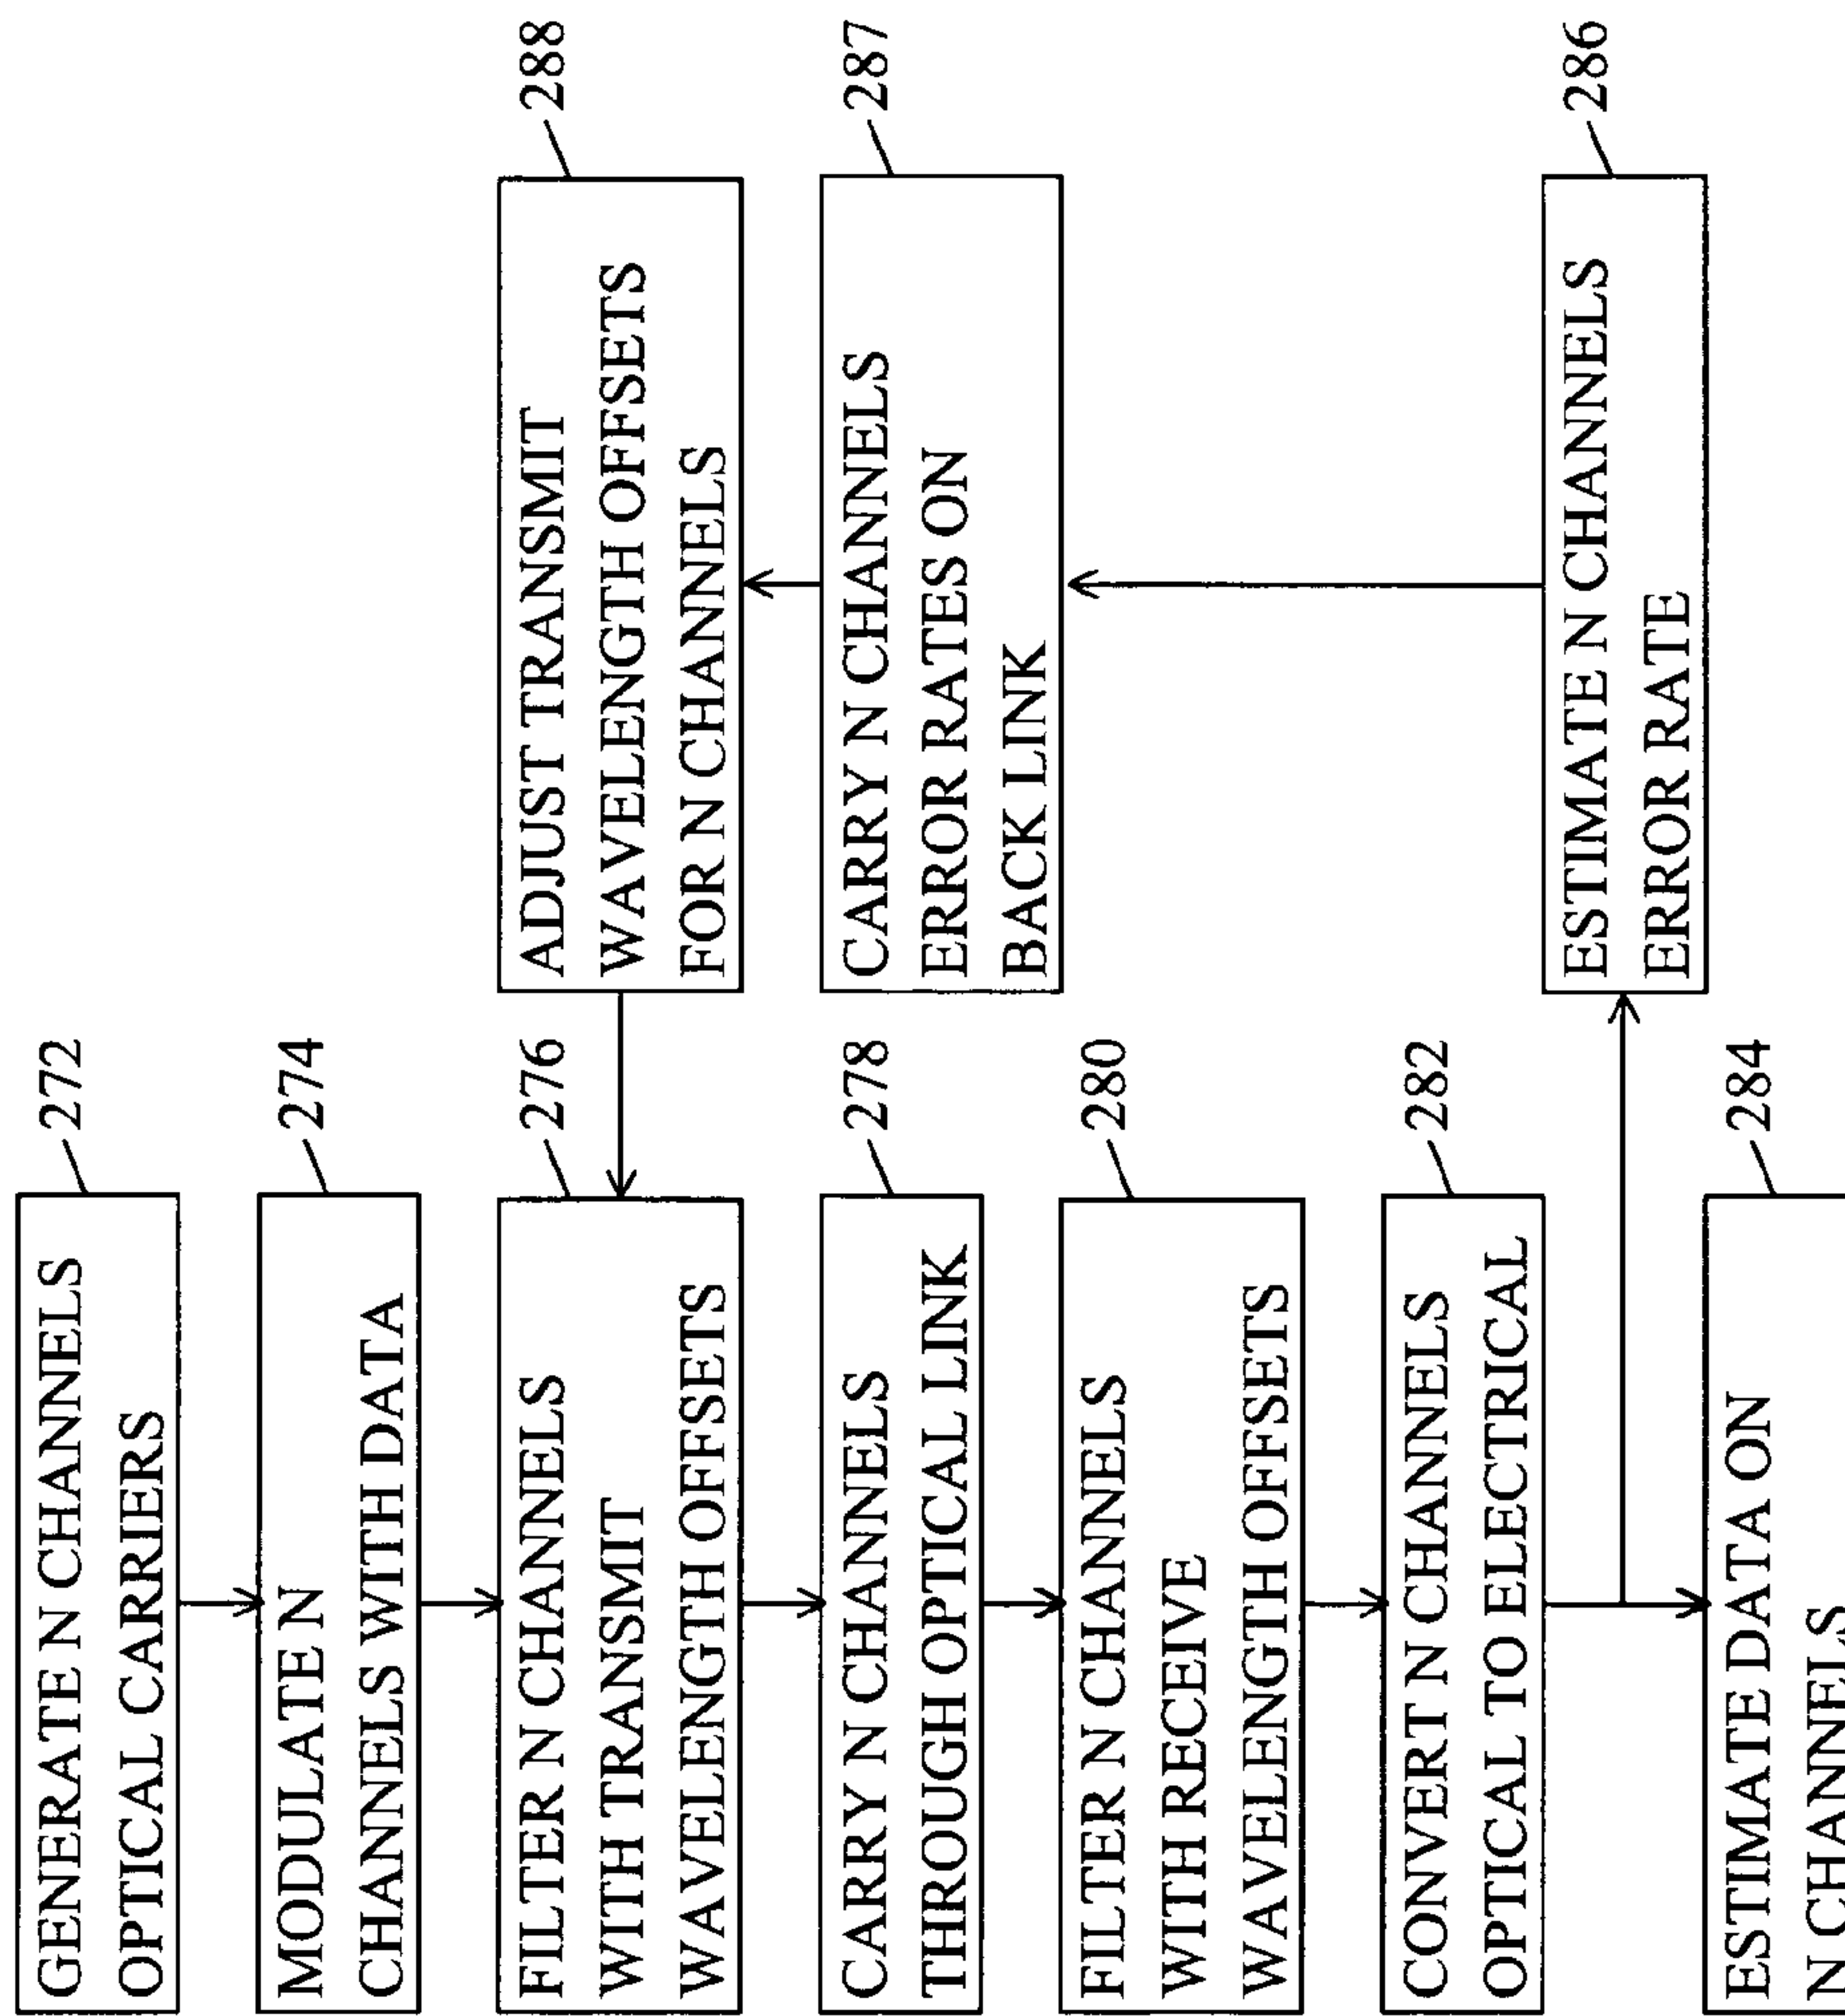 272
GENERATE N CHANNELS
OPTICAL CARRIERS
274
MODULATE N
CHANNELS WITH DATA
276
FILTER N CHANNELS
WITH TRANSMIT
WAVELENGTH OFFSETS
278
CARRY N CHANNELS
THROUGH OPTICAL LINK
280
FILTER N CHANNELS
WITH RECEIVE
WAVELENGTH OFFSETS
282
CONVERT N CHANNELS
OPTICAL TO ELECTRICAL
284
ESTIMATE DATA ON
N CHANNELS
288
ADJUST TRANSMIT
WAVELENGTH OFFSETS
FOR N CHANNELS
287
CARRY N CHANNELS
ERROR RATES ON
BACK LINK
286
ESTIMATE N CHANNELS
ERROR RATE